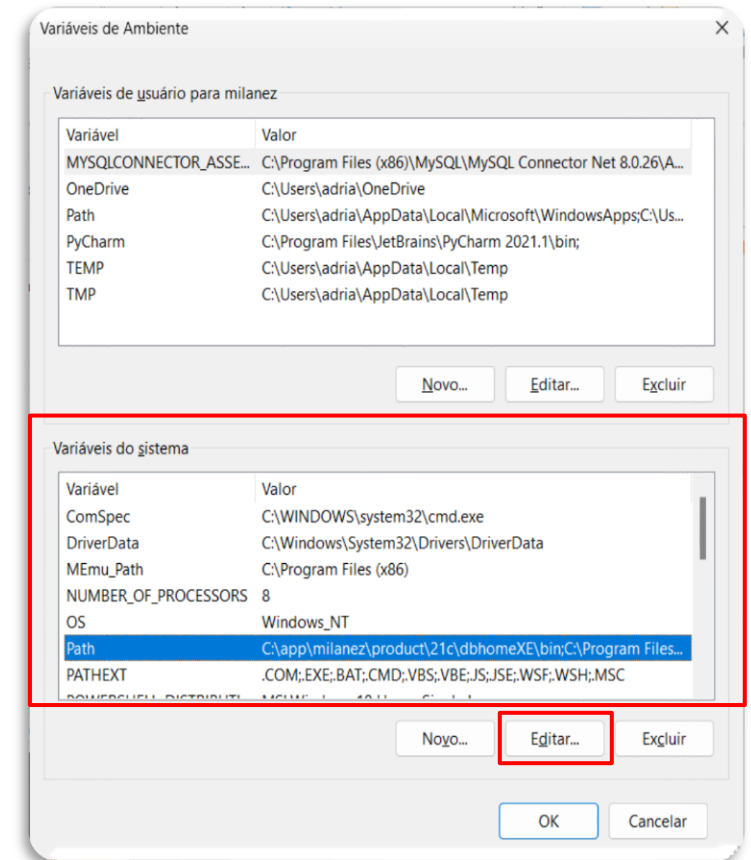 Variáveis de Ambiente
Variáveis de usuário para milanez
Variável Valor
MYSQLCONNECTOR_ASSE... C:\Program Files (x86)\MySQL\MySQL Connector Net 8.0.26\A...
OneDrive C:\Users\adria\OneDrive
Path C:\Users\adria\AppData\Local\Microsoft\WindowsApps;C:\Us...
PyCharm C:\Program Files\JetBrains\PyCharm 2021.1\bin;
TEMP C:\Users\adria\AppData\Local\Temp
TMP C:\Users\adria\AppData\Local\Temp
Novo... Editar... Excluir
Variáveis do sistema
Variável Valor
ComSpec C:\WINDOWS\system32\cmd.exe
DriverData C:\Windows\System32\Drivers\DriverData
MEmu_Path C:\Program Files (x86)
NUMBER_OF_PROCESSORS 8
OS Windows_NT
Path C:\app\milanez\product\21c\dbhomeXE\bin;C:\Program Files...
PATHEXT .COM;.EXE;.BAT;.CMD;.VBS;.VBE;.JS;.JSE;.WSF;.WSH;.MSC
Novo... Editar... Excluir
OK Cancelar